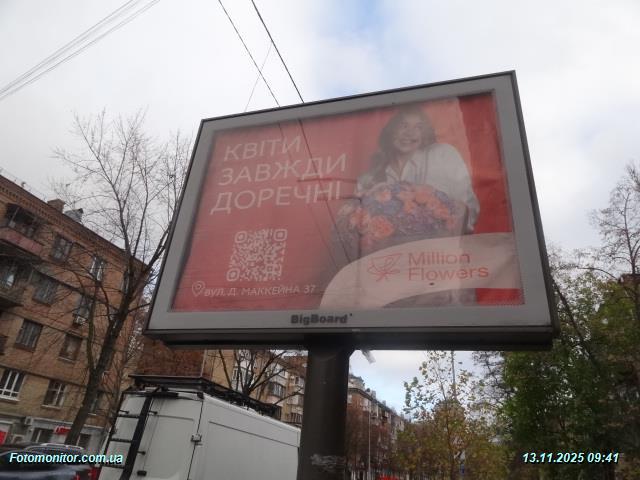 КВІТИ
ЗАВЖДИ
ДОРЕЧНІ
Million
Flowers
ВУЛ. Д. МАККЕЙНА 37
BigBoard
Fotomonitor.com.ua
13.11.2025 09:41